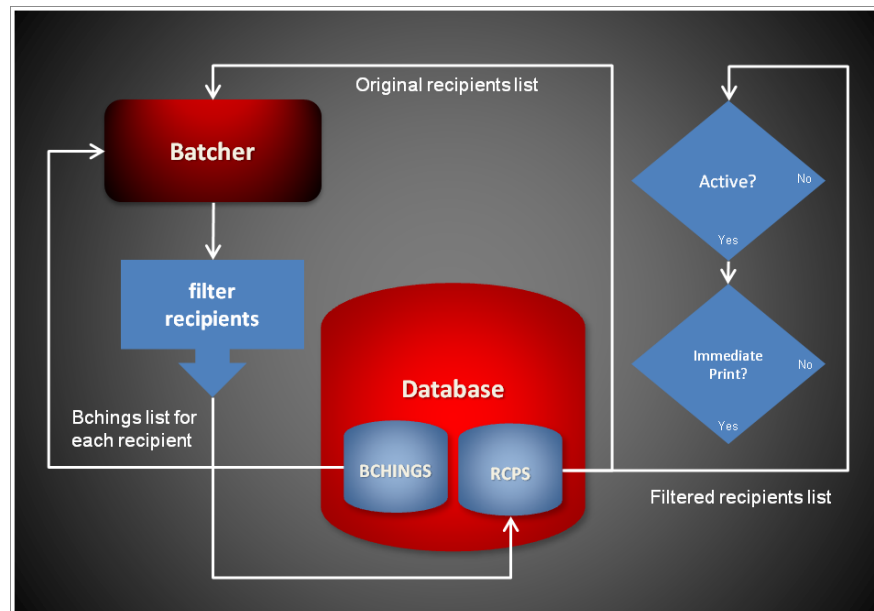 Original recipients list
Batcher
Active?
No
Yes
filter
recipients
Immediate
Print?
No
Yes
Database
Bchings list for
each recipient
BCHINGS
RCPS
Filtered recipients list